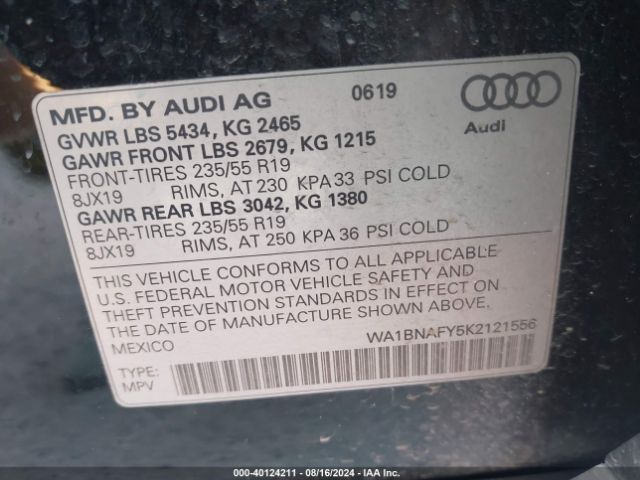 MFD. BY AUDI AG 0619
GVWR LBS 5434, KG 2465
GAWR FRONT LBS 2679, KG 1215
FRONT-TIRES 235/55 R19
8JX19 RIMS, AT 230 KPA 33 PSI COLD
GAWR REAR LBS 3042, KG 1380
REAR-TIRES 235/55 R19
8JX19 RIMS, AT 250 KPA 36 PSI COLD
Audi
THIS VEHICLE CONFORMS TO ALL APPLICABLE
U.S. FEDERAL MOTOR VEHICLE SAFETY AND
THEFT PREVENTION STANDARDS IN EFFECT ON
THE DATE OF MANUFACTURE SHOWN ABOVE.
MEXICO
WA1BNAFY5K2121556
TYPE:
MPV
000-40124211 - 08/16/2024 - IAA Inc.